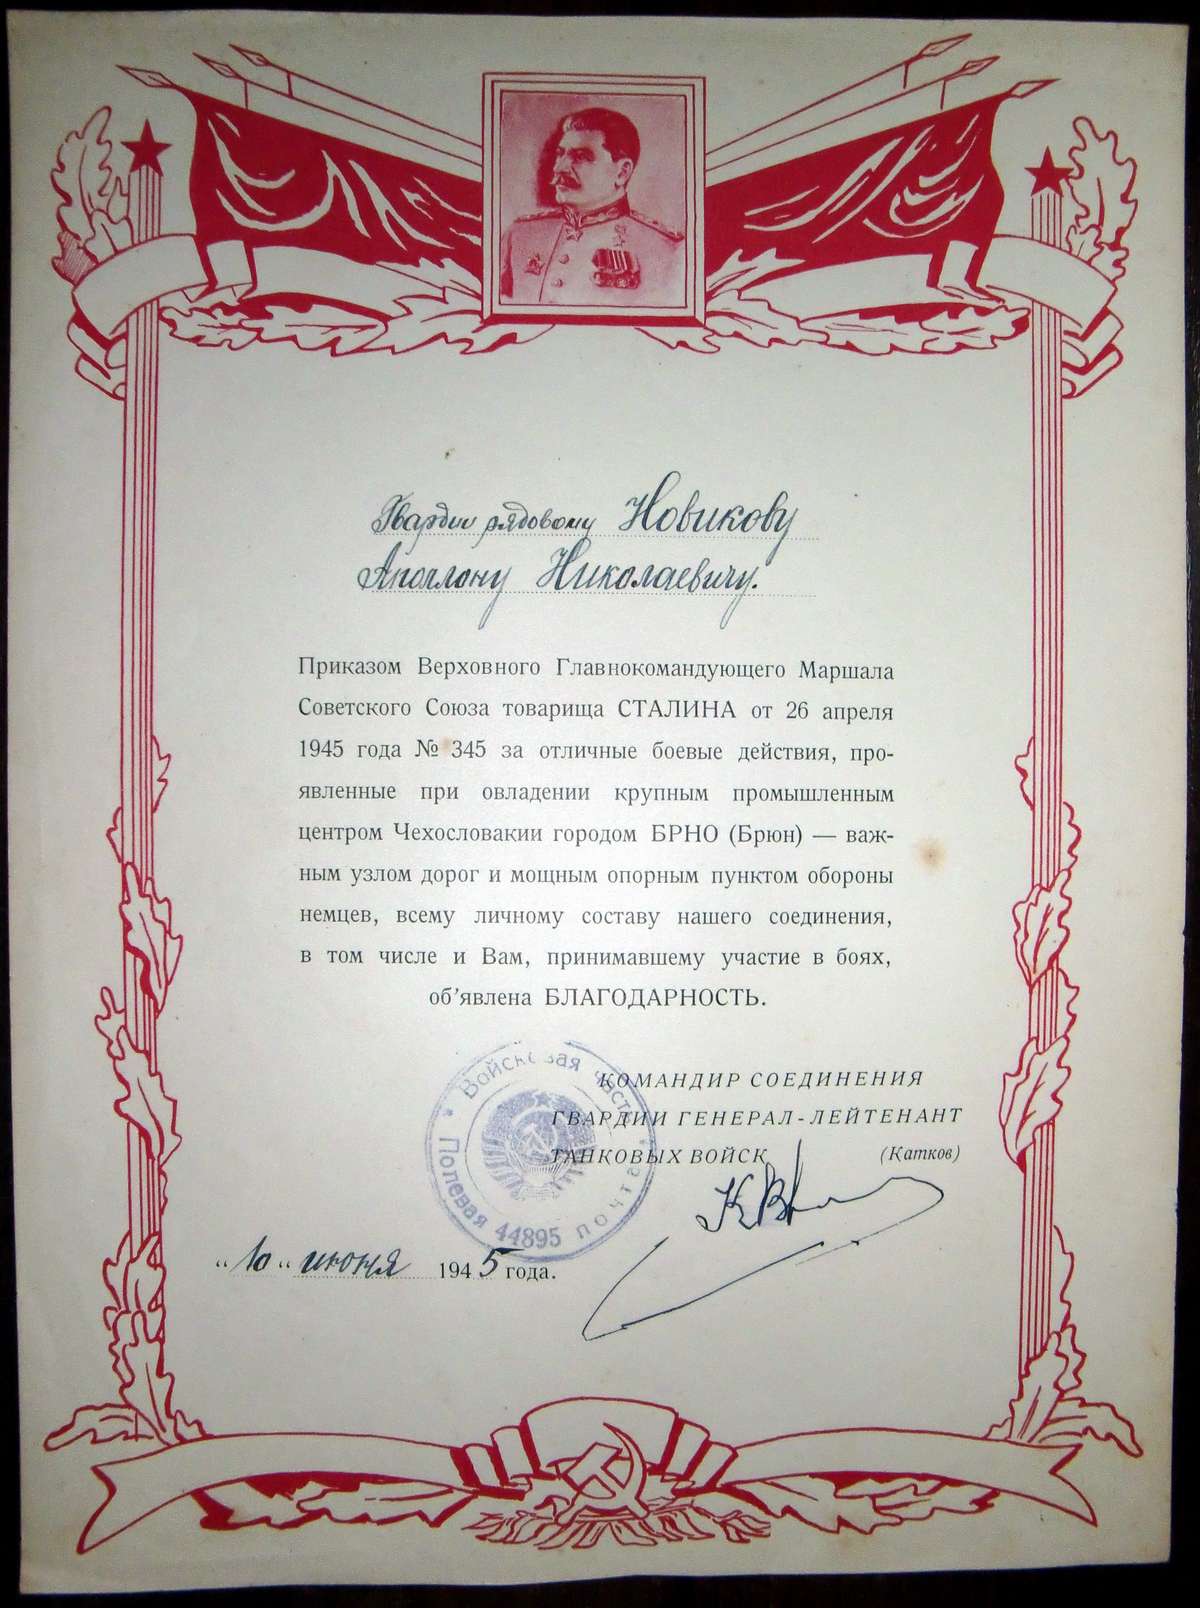 Гвардии рядовому Новикову
Аполлону Николаевичу.
Приказом Верховного Главнокомандующего Маршала
Советского Союза товарища СТАЛИНА от 26 апреля
1945 года № 345 за отличные боевые действия, про-
явленные при овладении крупным промышленным
центром Чехословакии городом БРНО (Брюн) — важ-
ным узлом дорог и мощным опорным пунктом обороны
немцев, всему личному составу нашего соединения,
в том числе и Вам, принимавшему участие в боях,
об’явлена БЛАГОДАРНОСТЬ.
КОМАНДИР СОЕДИНЕНИЯ
ГВАРДИИ ГЕНЕРАЛ-ЛЕЙТЕНАНТ
ТАНКОВЫХ ВОЙСК (Катков)
Войсковая часть
Полевая почта
44895
„10“ июня 1945 года.